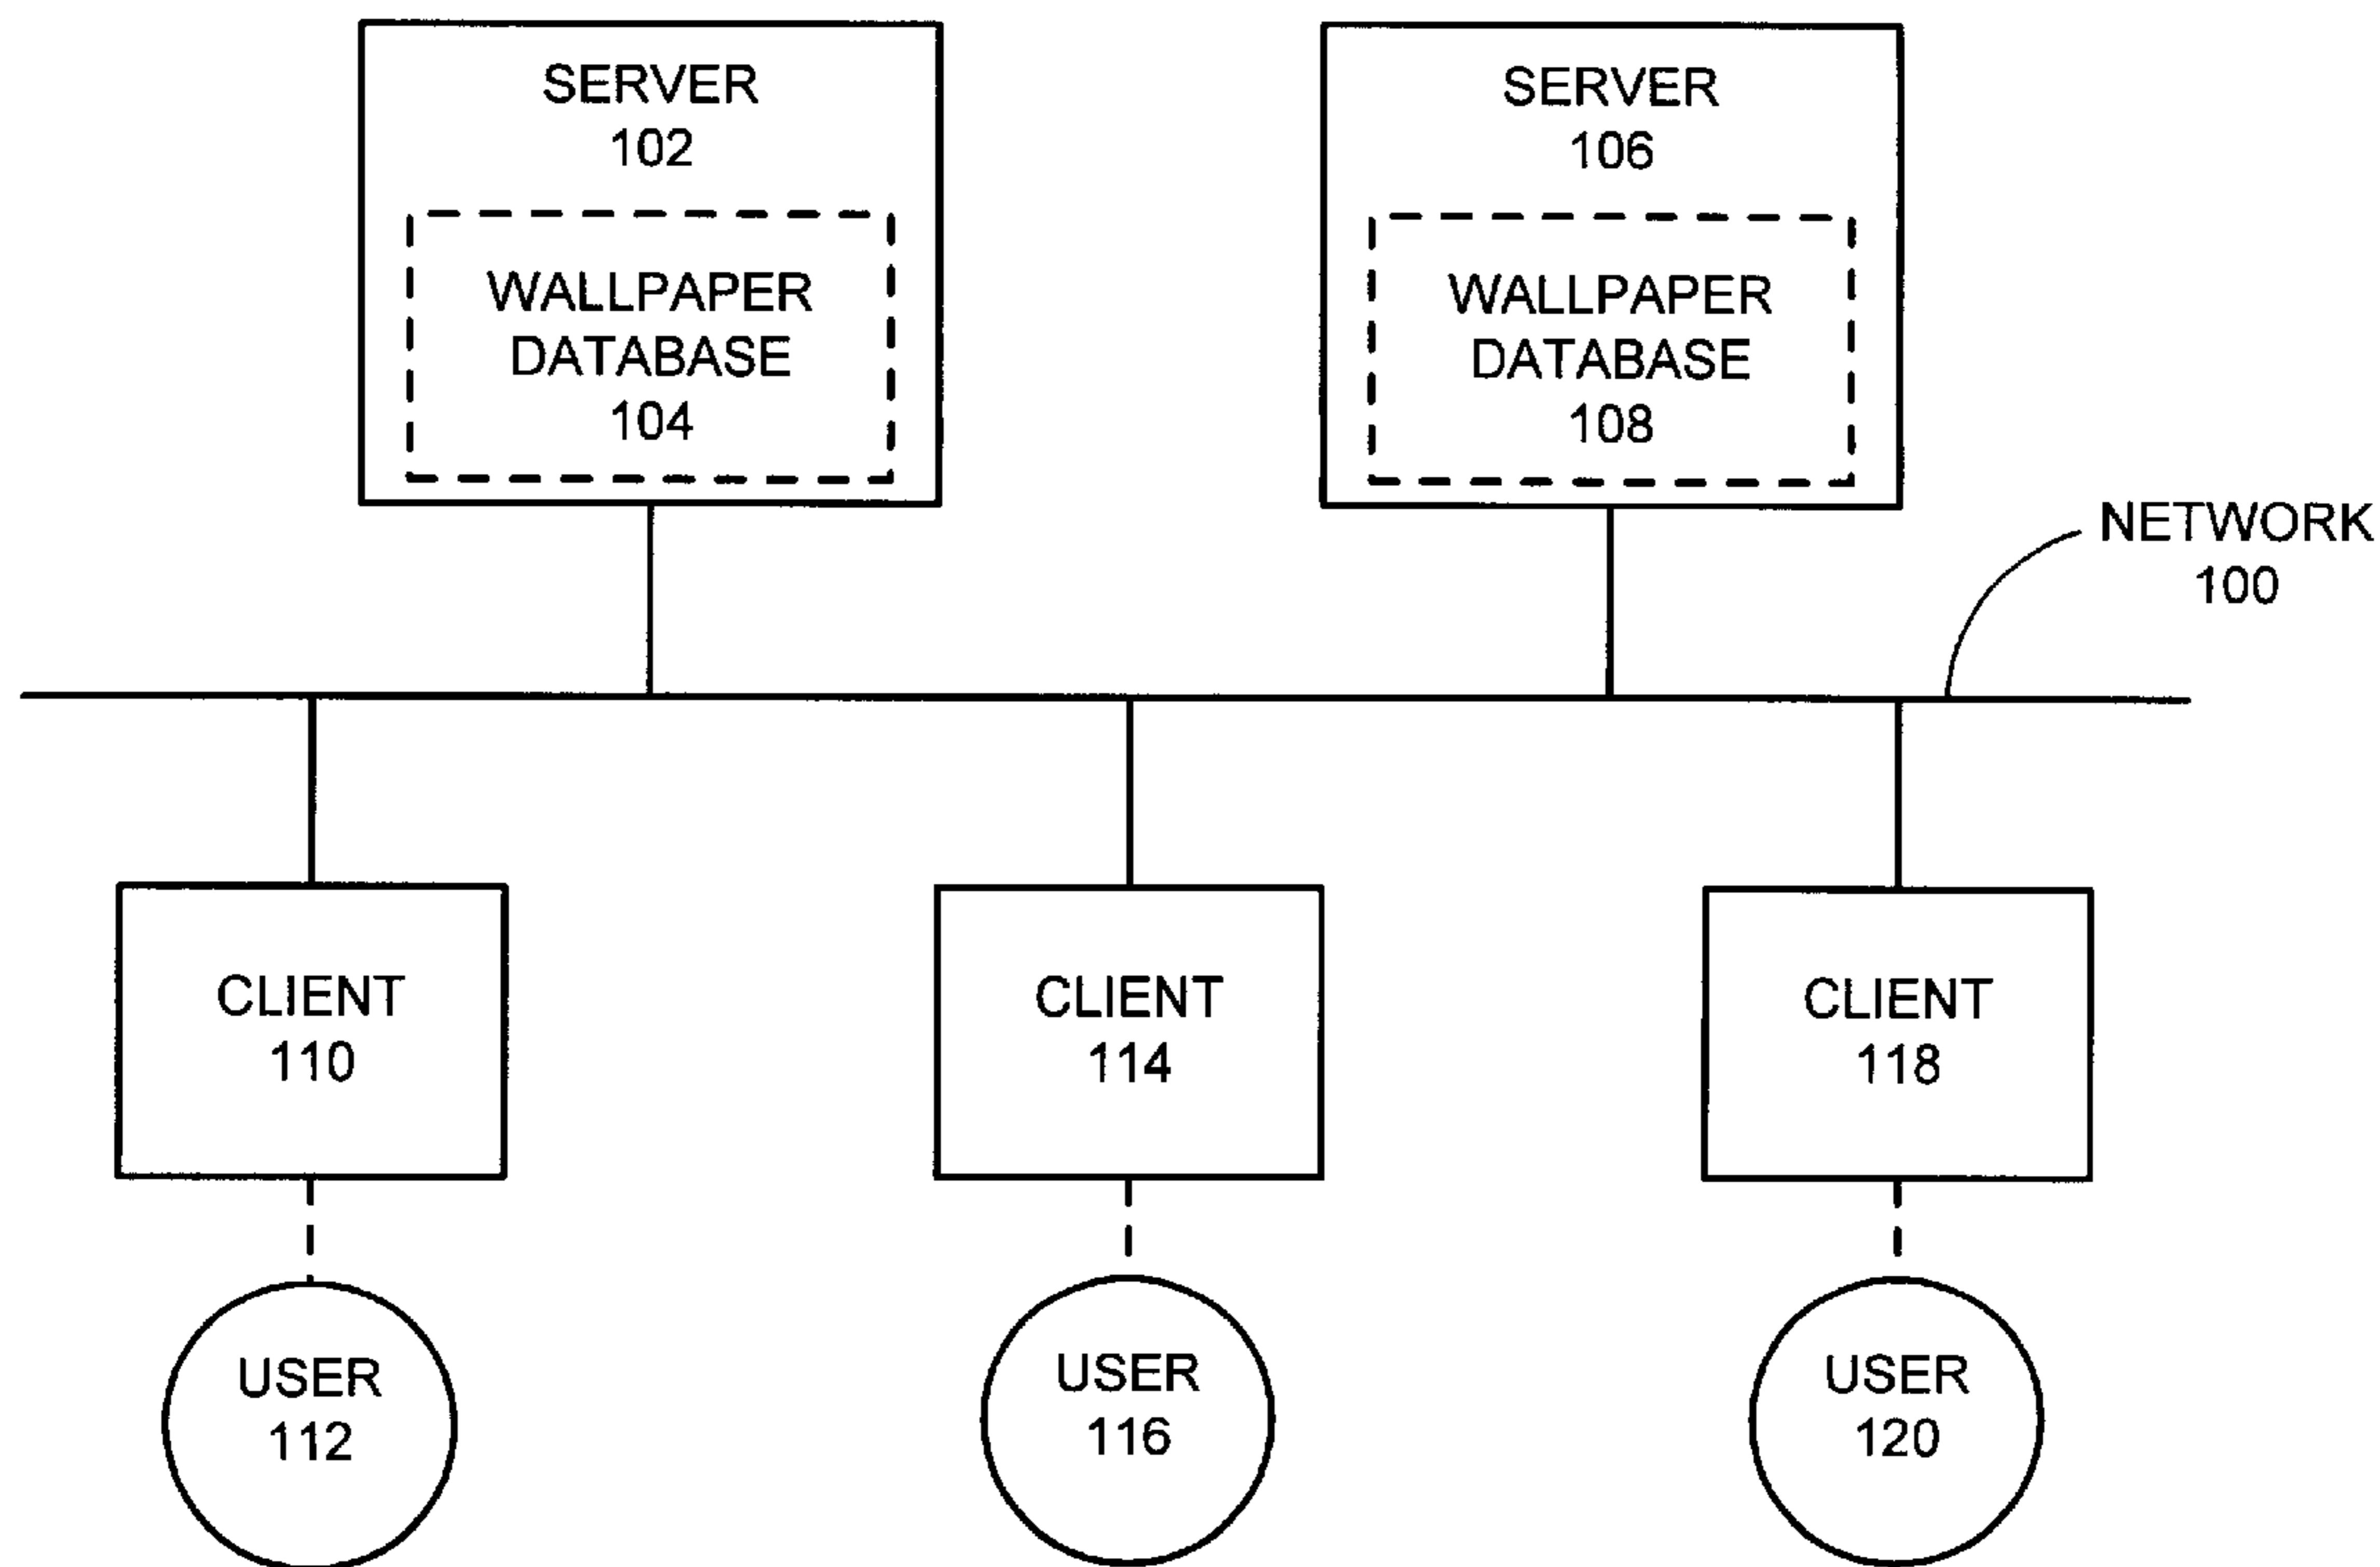 SERVER
102
WALLPAPER
DATABASE
104
SERVER
106
WALLPAPER
DATABASE
108
NETWORK
100
CLIENT
110
CLIENT
114
CLIENT
118
USER
112
USER
116
USER
120